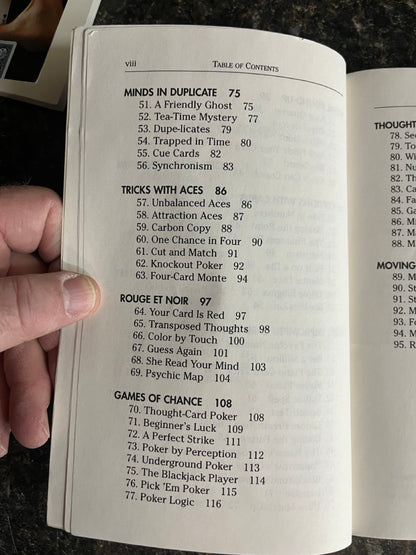 viii TABLE OF CONTENTS
MINDS IN DUPLICATE 75
51. A Friendly Ghost 75
52. Tea-Time Mystery 77
53. Dupe-licates 79
54. Trapped in Time 80
55. Cue Cards 82
56. Synchronism 83
TRICKS WITH ACES 86
57. Unbalanced Aces 86
58. Attraction Aces 87
59. Carbon Copy 88
60. One Chance in Four 90
61. Cut and Match 91
62. Knockout Poker 92
63. Four-Card Monte 94
ROUGE ET NOIR 97
64. Your Card Is Red 97
65. Transposed Thoughts 98
66. Color by Touch 100
67. Guess Again 101
68. She Read Your Mind 103
69. Psychic Map 104
GAMES OF CHANCE 108
70. Thought-Card Poker 108
71. Beginner's Luck 109
72. A Perfect Strike 111
73. Poker by Perception 112
74. Underground Poker 113
75. The Blackjack Player 114
76. Pick 'Em Poker 115
77. Poker Logic 116
THOUGHT
78.
79.
80.
81.
82.
83.
84.
85.
86.
87.
88.
MOVING
89.
90.
91.
92.
93.
94.
95.